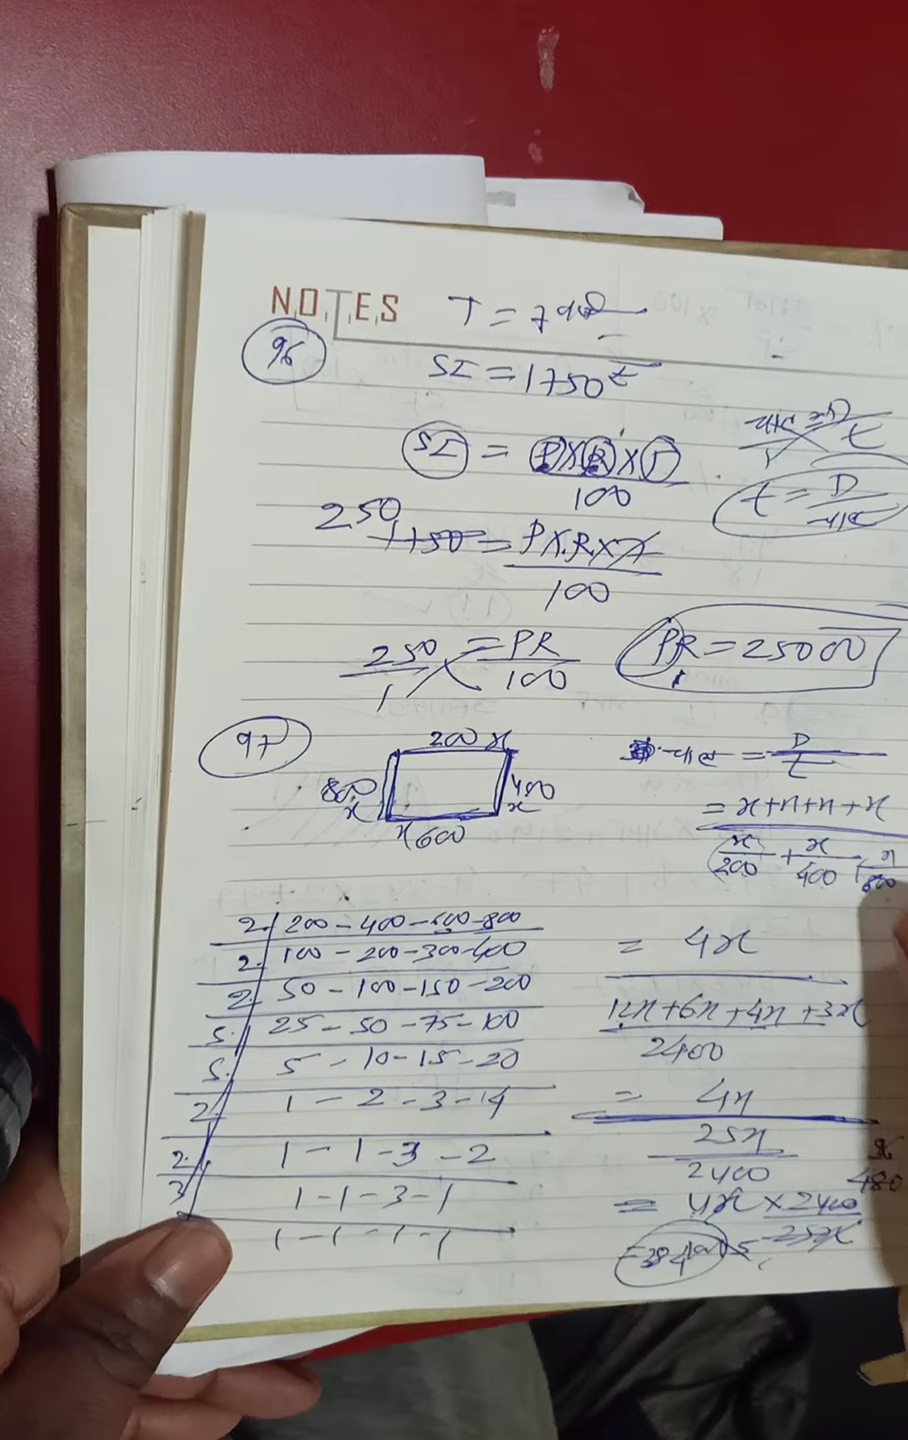 NOTES
T = 7
96
SI = 1750
SI = P×R×T
100
t = D
250
1750 = P×R×7
100
250 = PR
1 100
PR = 25000
97
200 x
800
x
400
x
x 600
= D
t
= x+x+x+x
x/200 + x/400 + x/800
2 | 200 - 400 - 600 - 800
2 | 100 - 200 - 300 - 400
2 | 50 - 100 - 150 - 200
5 | 25 - 50 - 75 - 100
5 | 5 - 10 - 15 - 20
2 | 1 - 2 - 3 - 4
2 | 1 - 1 - 3 - 2
3 | 1 - 1 - 3 - 1
1 - 1 - 1 - 1
= 4x
12x+6x+4x+3x
2400
= 4x
25x
2400
96
480
= 4x × 2400
25x
= 384